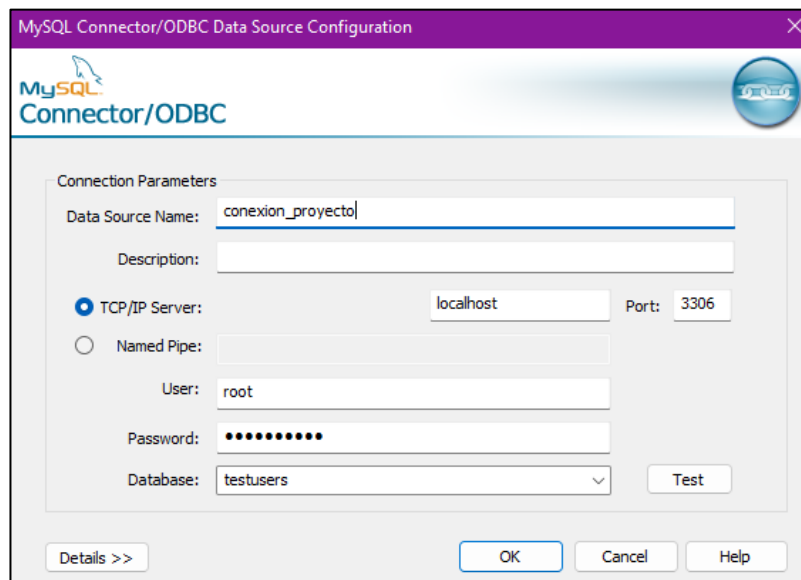 MySQL Connector/ODBC Data Source Configuration
MySQL
Connector/ODBC
Connection Parameters
Data Source Name: conexion_proyecto
Description:
TCP/IP Server: localhost Port: 3306
Named Pipe:
User: root
Password: ••••••••••
Database: testusers Test
Details >> OK Cancel Help